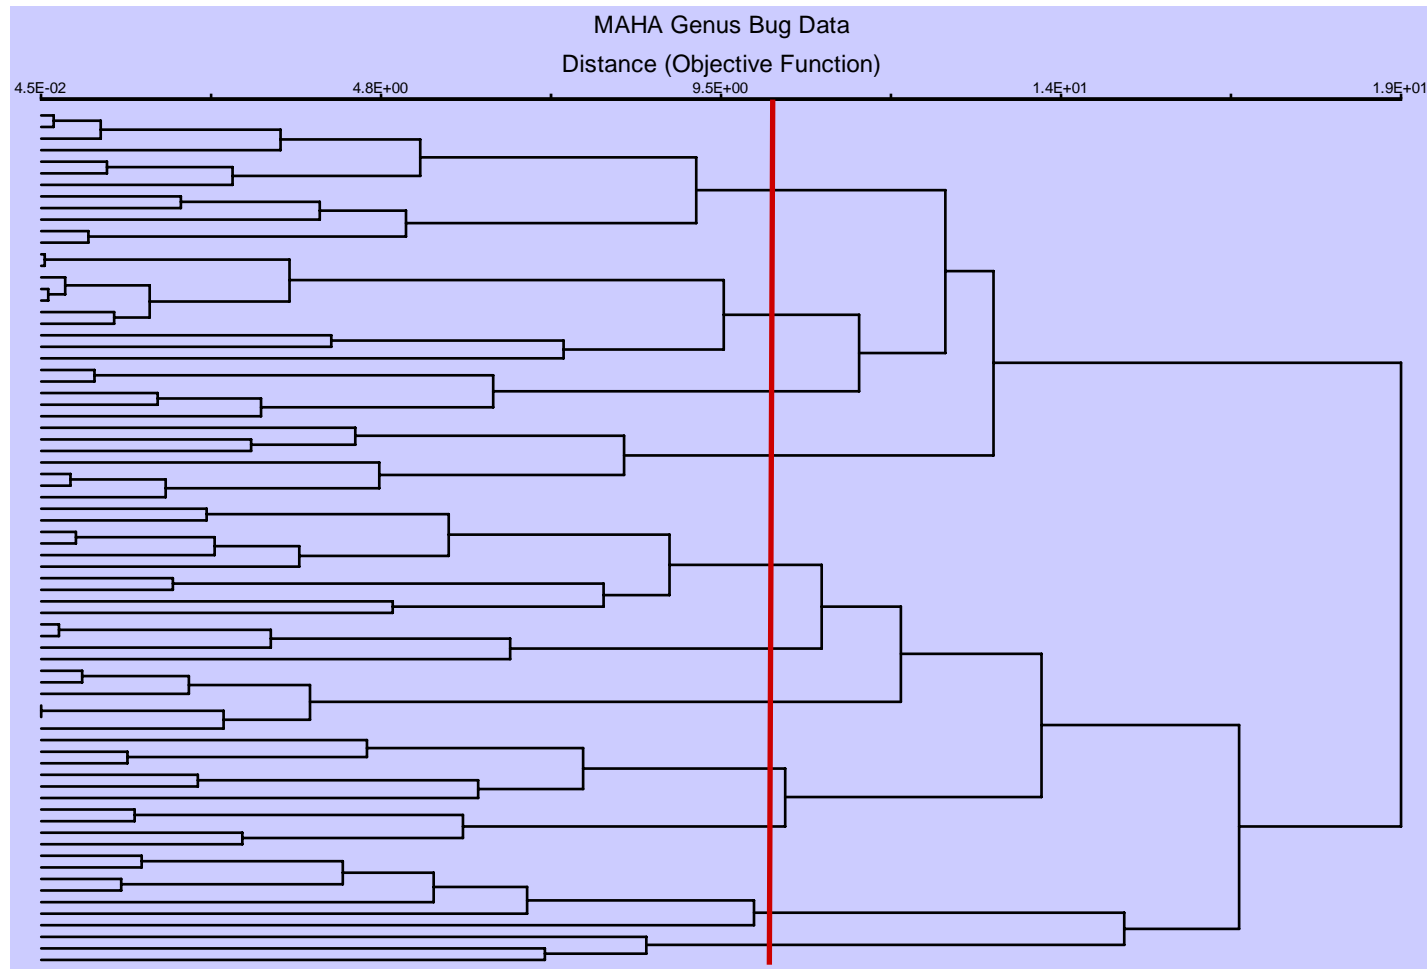 MAHA Genus Bug Data
Distance (Objective Function)
4.5E-02 4.8E+00 9.5E+00 1.4E+01 1.9E+01